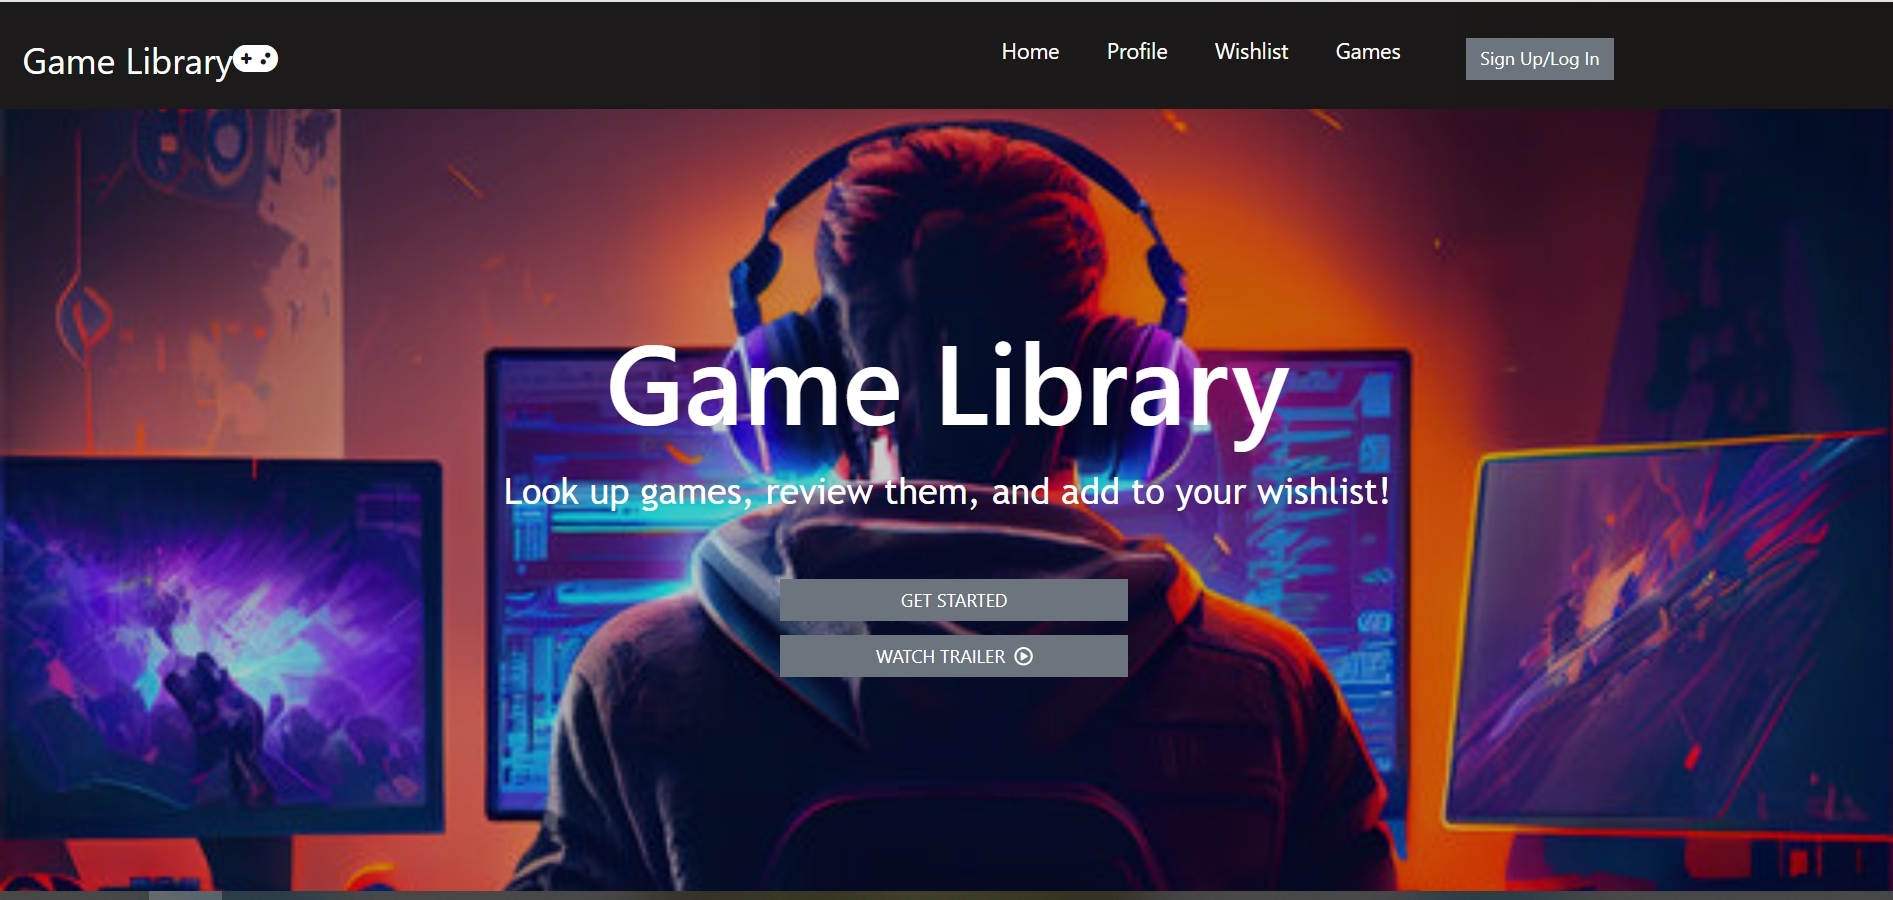 Game Library
Home Profile Wishlist Games Sign Up/Log In
Game Library
Look up games, review them, and add to your wishlist!
GET STARTED
WATCH TRAILER